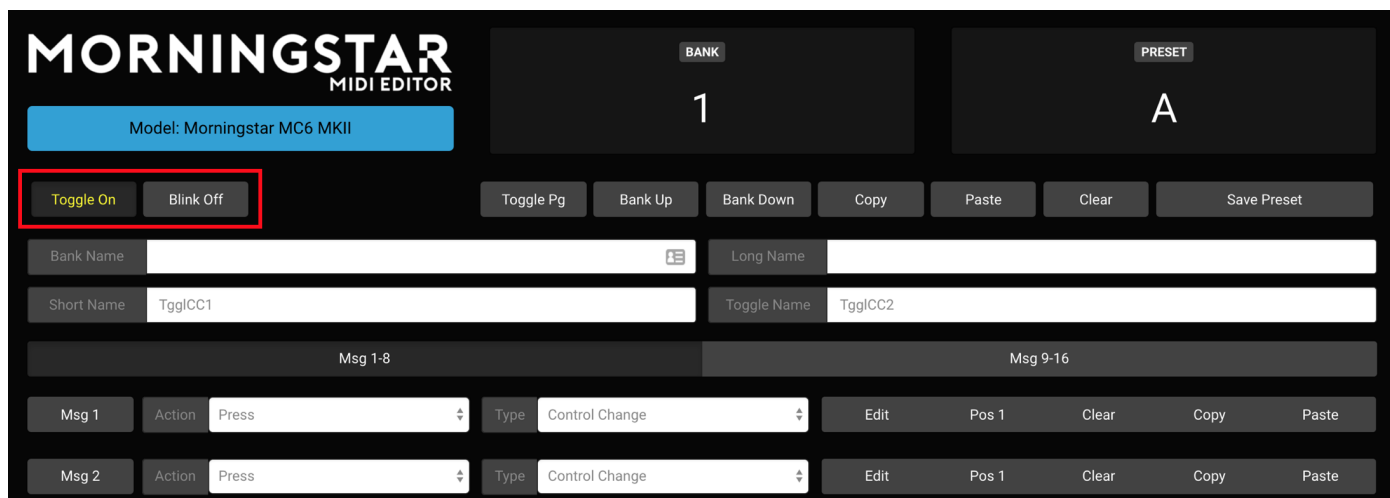 MORNINGSTAR
MIDI EDITOR
Model: Morningstar MC6 MKII
BANK
1
PRESET
A
Toggle On Blink Off Toggle Pg Bank Up Bank Down Copy Paste Clear Save Preset
Bank Name Long Name
Short Name TgglCC1 Toggle Name TgglCC2
Msg 1-8 Msg 9-16
Msg 1 Action Press Type Control Change Edit Pos 1 Clear Copy Paste
Msg 2 Action Press Type Control Change Edit Pos 1 Clear Copy Paste